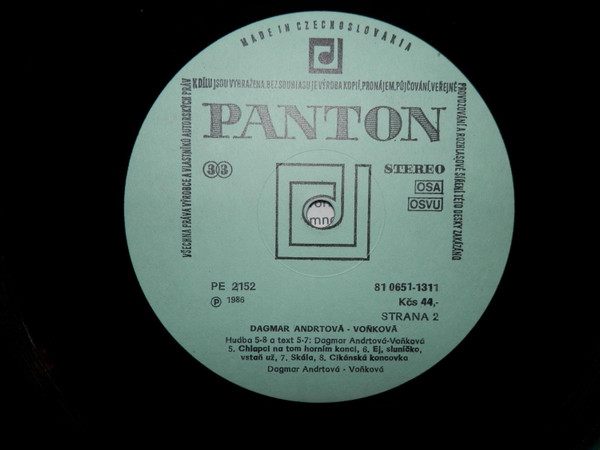 MADE IN CZECHOSLOVAKIA
VŠECHNA PRÁVA VÝROBCE A VLASTNÍKŮ AUTORSKÝCH PRÁV
K DÍLU JSOU VYHRAŽENA. BEZ SOUHLASU JE VÝROBA KOPIÍ, PRONÁJEM, PŮJČOVÁNÍ, VEŘEJNÉ
PROVOZOVÁNÍ A ROZHLASOVÉ ŠÍŘENÍ TÉTO DESKY ZAKÁZÁNO
PANTON
33
STEREO
OSA
OSVU
PE 2152
81 0651-1311
Ⓟ 1986
Kčs 44,-
STRANA 2
DAGMAR ANDRTOVÁ - VOŇKOVÁ
Hudba 5-8 a text 5-7: Dagmar Andrtová-Voňková
5. Chlapci na tom horním konci, 6. Ej, sluníčko,
vstaň už, 7. Skála, 8. Cikánská koncovka
Dagmar Andrtová - Voňková